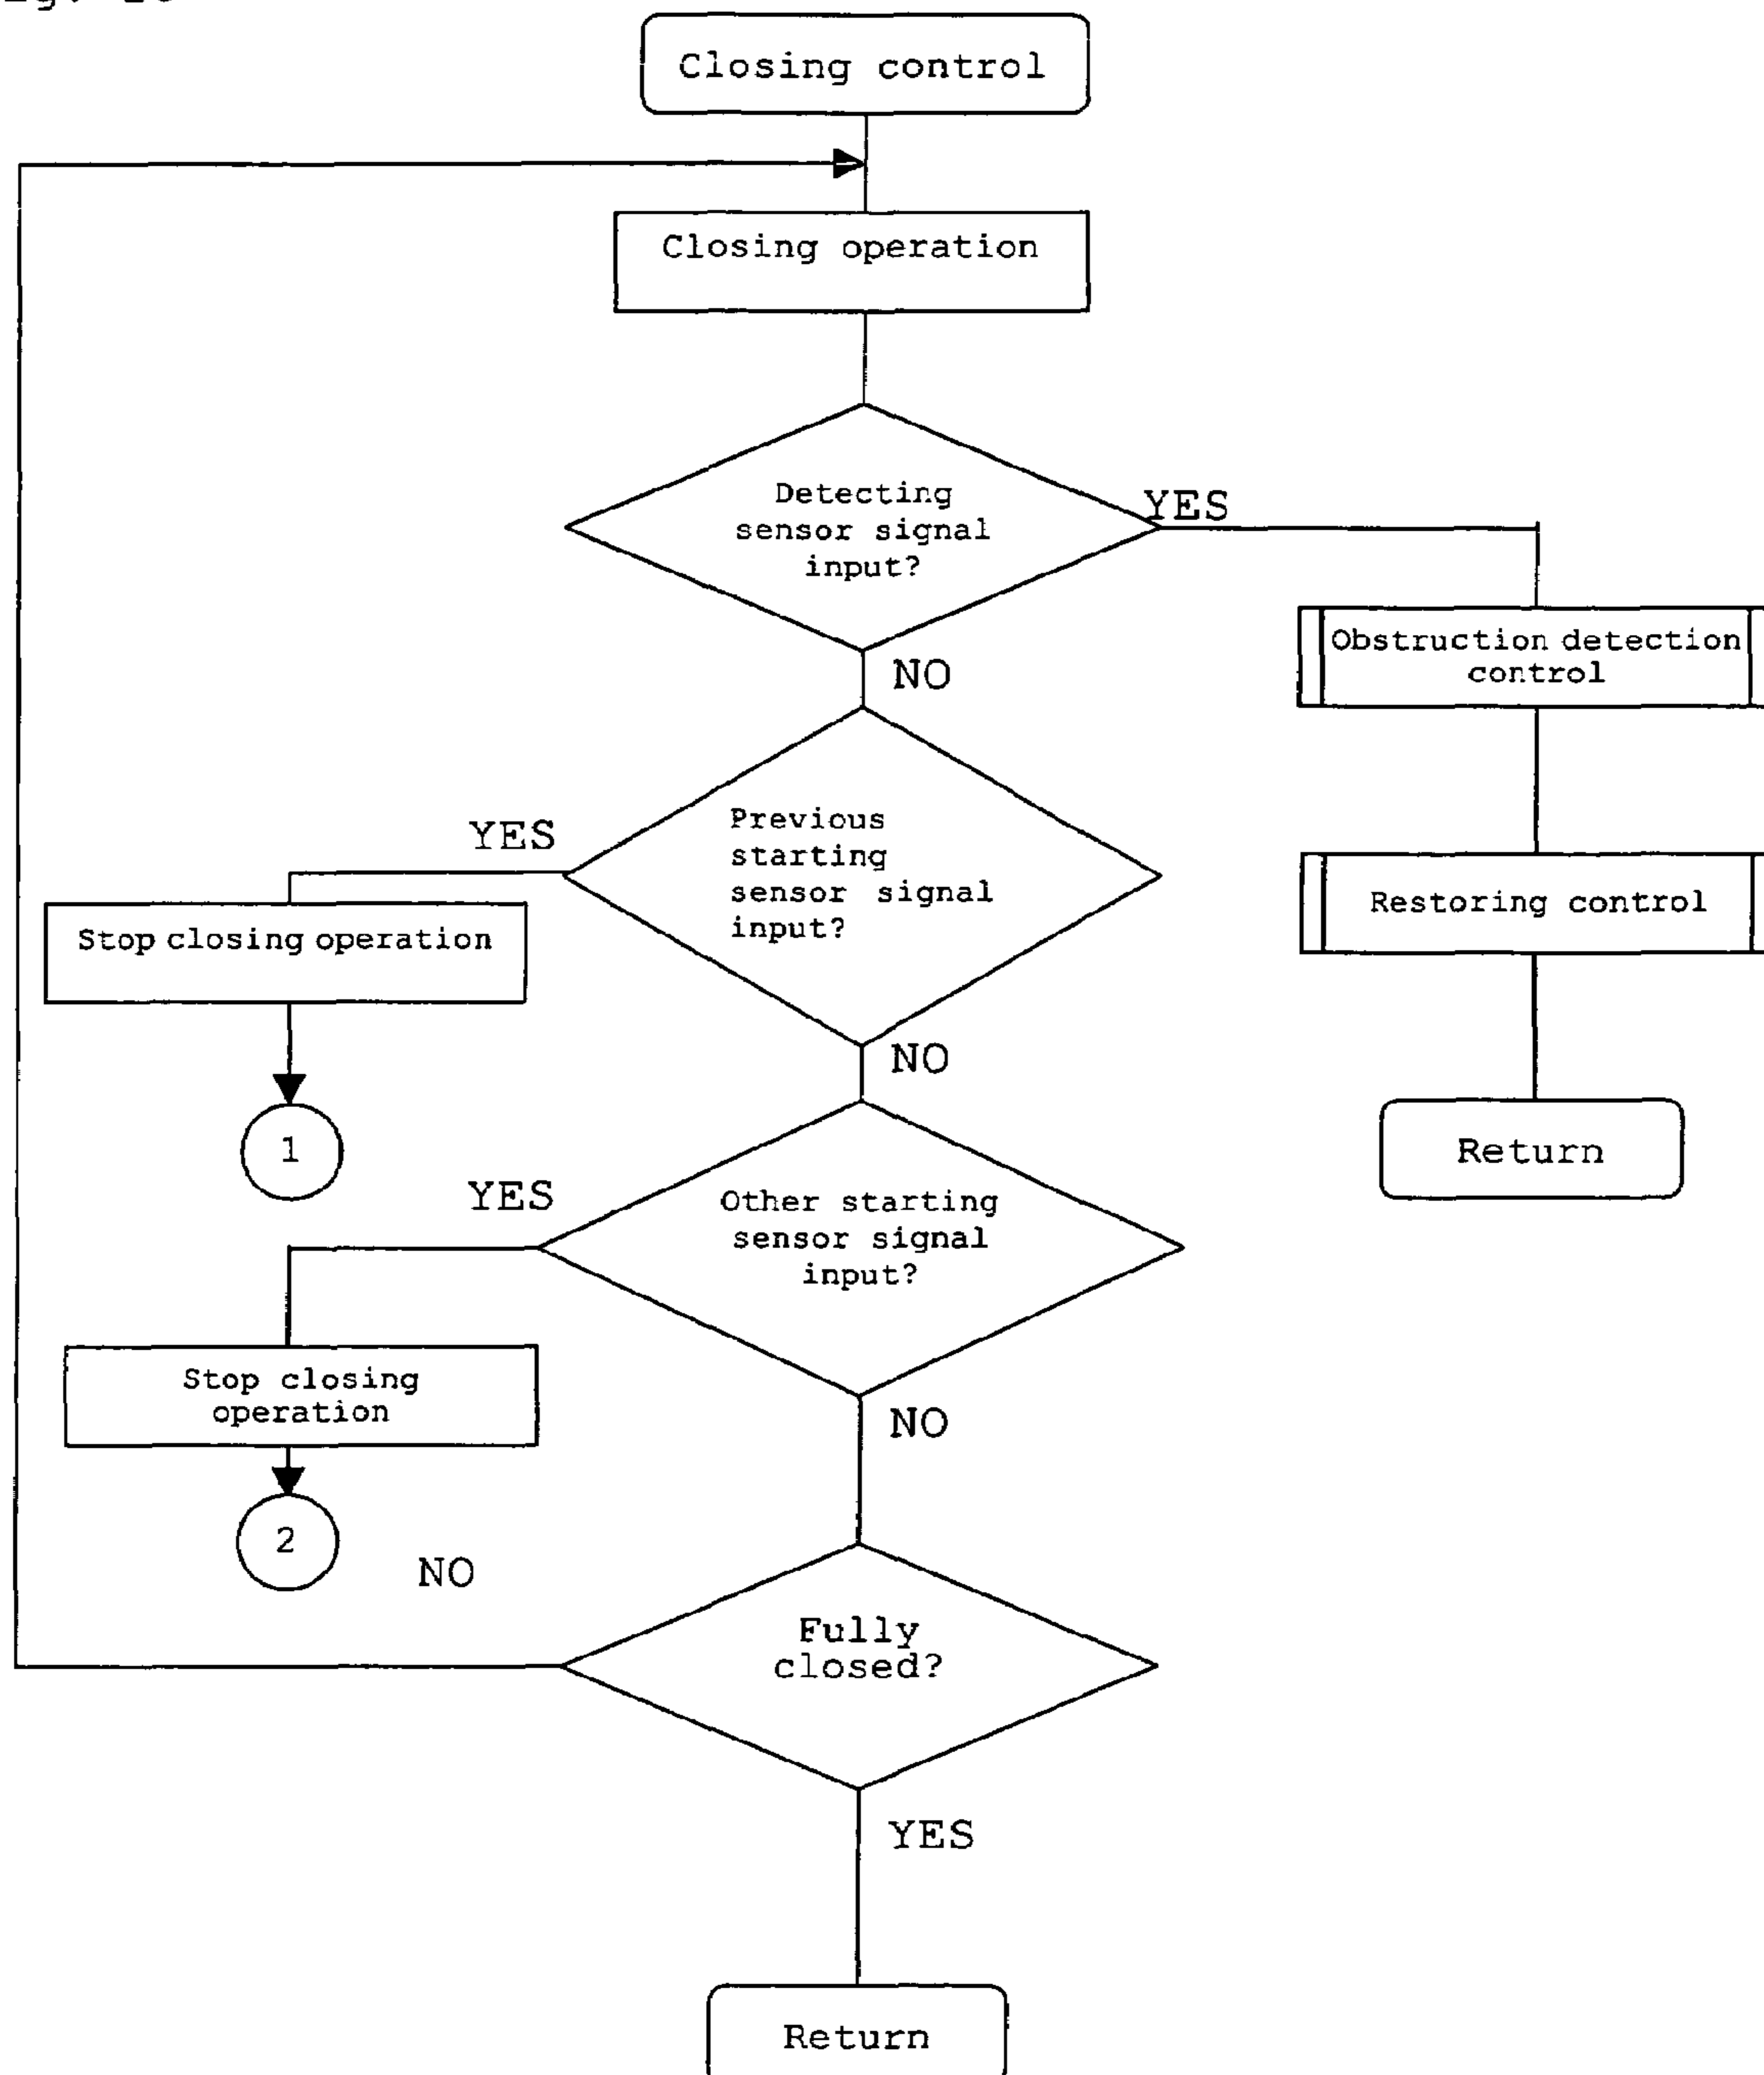 Closing control
Closing operation
Detecting
sensor signal
input?
YES
NO
Obstruction detection
control
Previous
starting
sensor signal
input?
YES
Stop closing operation
Restoring control
NO
1
Return
Other starting
sensor signal
input?
YES
Stop closing
operation
NO
2
NO
Fully
closed?
YES
Return